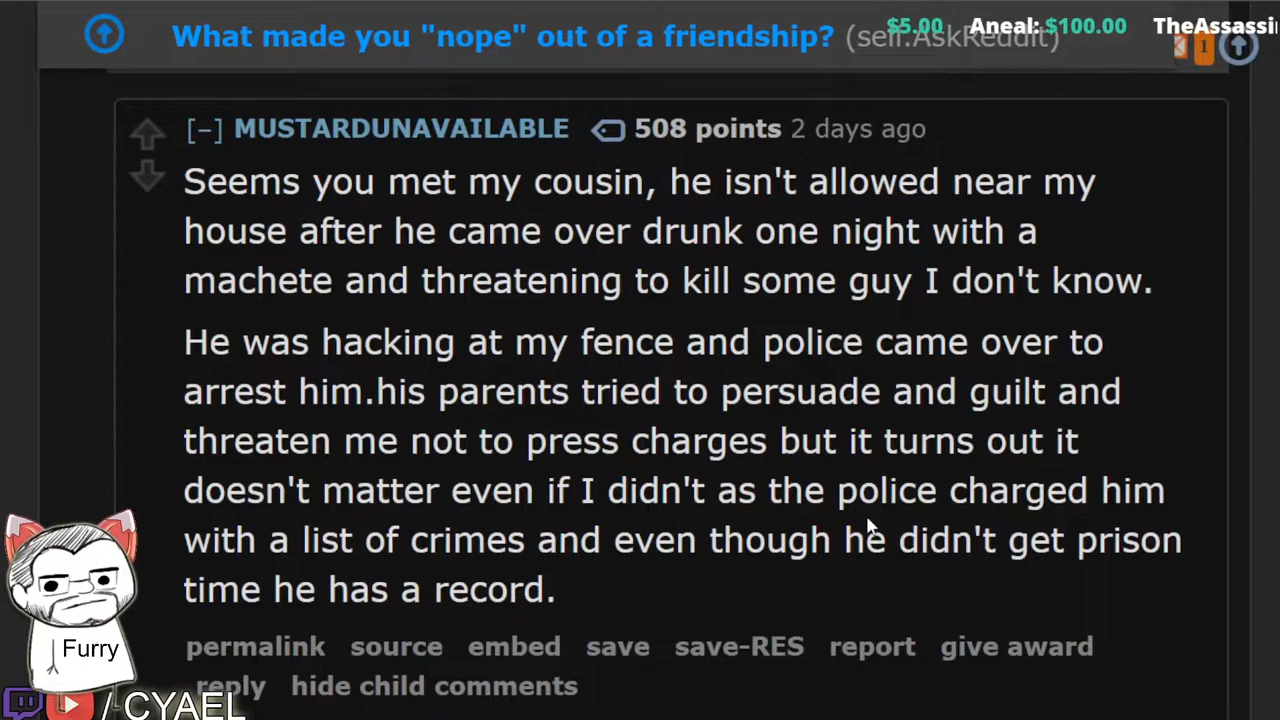 $5.00 Aneal: $100.00 TheAssassi
What made you "nope" out of a friendship? (self.AskReddit)
1
[–] MUSTARDUNAVAILABLE 508 points 2 days ago
Seems you met my cousin, he isn't allowed near my
house after he came over drunk one night with a
machete and threatening to kill some guy I don't know.
He was hacking at my fence and police came over to
arrest him.his parents tried to persuade and guilt and
threaten me not to press charges but it turns out it
doesn't matter even if I didn't as the police charged him
with a list of crimes and even though he didn't get prison
time he has a record.
permalink source embed save save-RES report give award
reply hide child comments
Furry
/ CYAEL